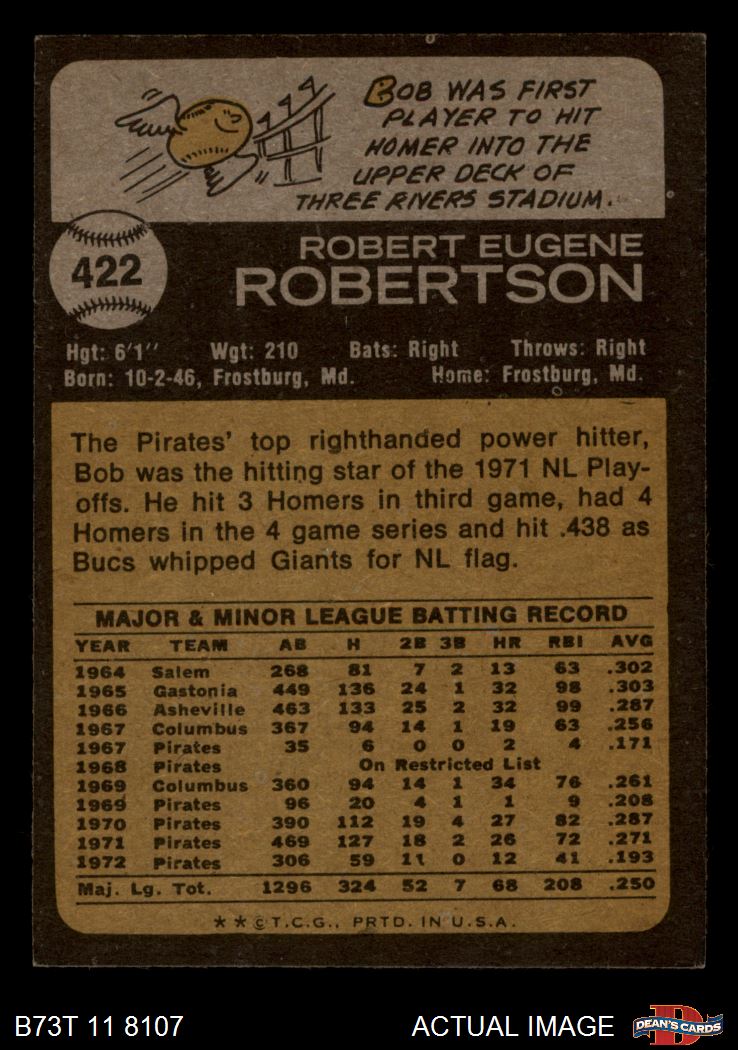 BOB WAS FIRST
PLAYER TO HIT
HOMER INTO THE
UPPER DECK OF
THREE RIVERS STADIUM.
422
ROBERT EUGENE
ROBERTSON
Hgt: 6'1'' Wgt: 210 Bats: Right Throws: Right
Born: 10-2-46, Frostburg, Md. Home: Frostburg, Md.
The Pirates' top righthanded power hitter,
Bob was the hitting star of the 1971 NL Play-
offs. He hit 3 Homers in third game, had 4
Homers in the 4 game series and hit .438 as
Bucs whipped Giants for NL flag.
MAJOR & MINOR LEAGUE BATTING RECORD
YEAR TEAM AB H 2B 3B HR RBI AVG
1964 Salem 268 81 7 2 13 63 .302
1965 Gastonia 449 136 24 1 32 98 .303
1966 Asheville 463 133 25 2 32 99 .287
1967 Columbus 367 94 14 1 19 63 .256
1967 Pirates 35 6 0 0 2 4 .171
1968 Pirates On Restricted List
1969 Columbus 360 94 14 1 34 76 .261
1969 Pirates 96 20 4 1 1 9 .208
1970 Pirates 390 112 19 4 27 82 .287
1971 Pirates 469 127 18 2 26 72 .271
1972 Pirates 306 59 11 0 12 41 .193
Maj. Lg. Tot. 1296 324 52 7 68 208 .250
**© T.C.G., PRTD. IN U.S.A.
B73T 11 8107 ACTUAL IMAGE D DEAN'S CARDS